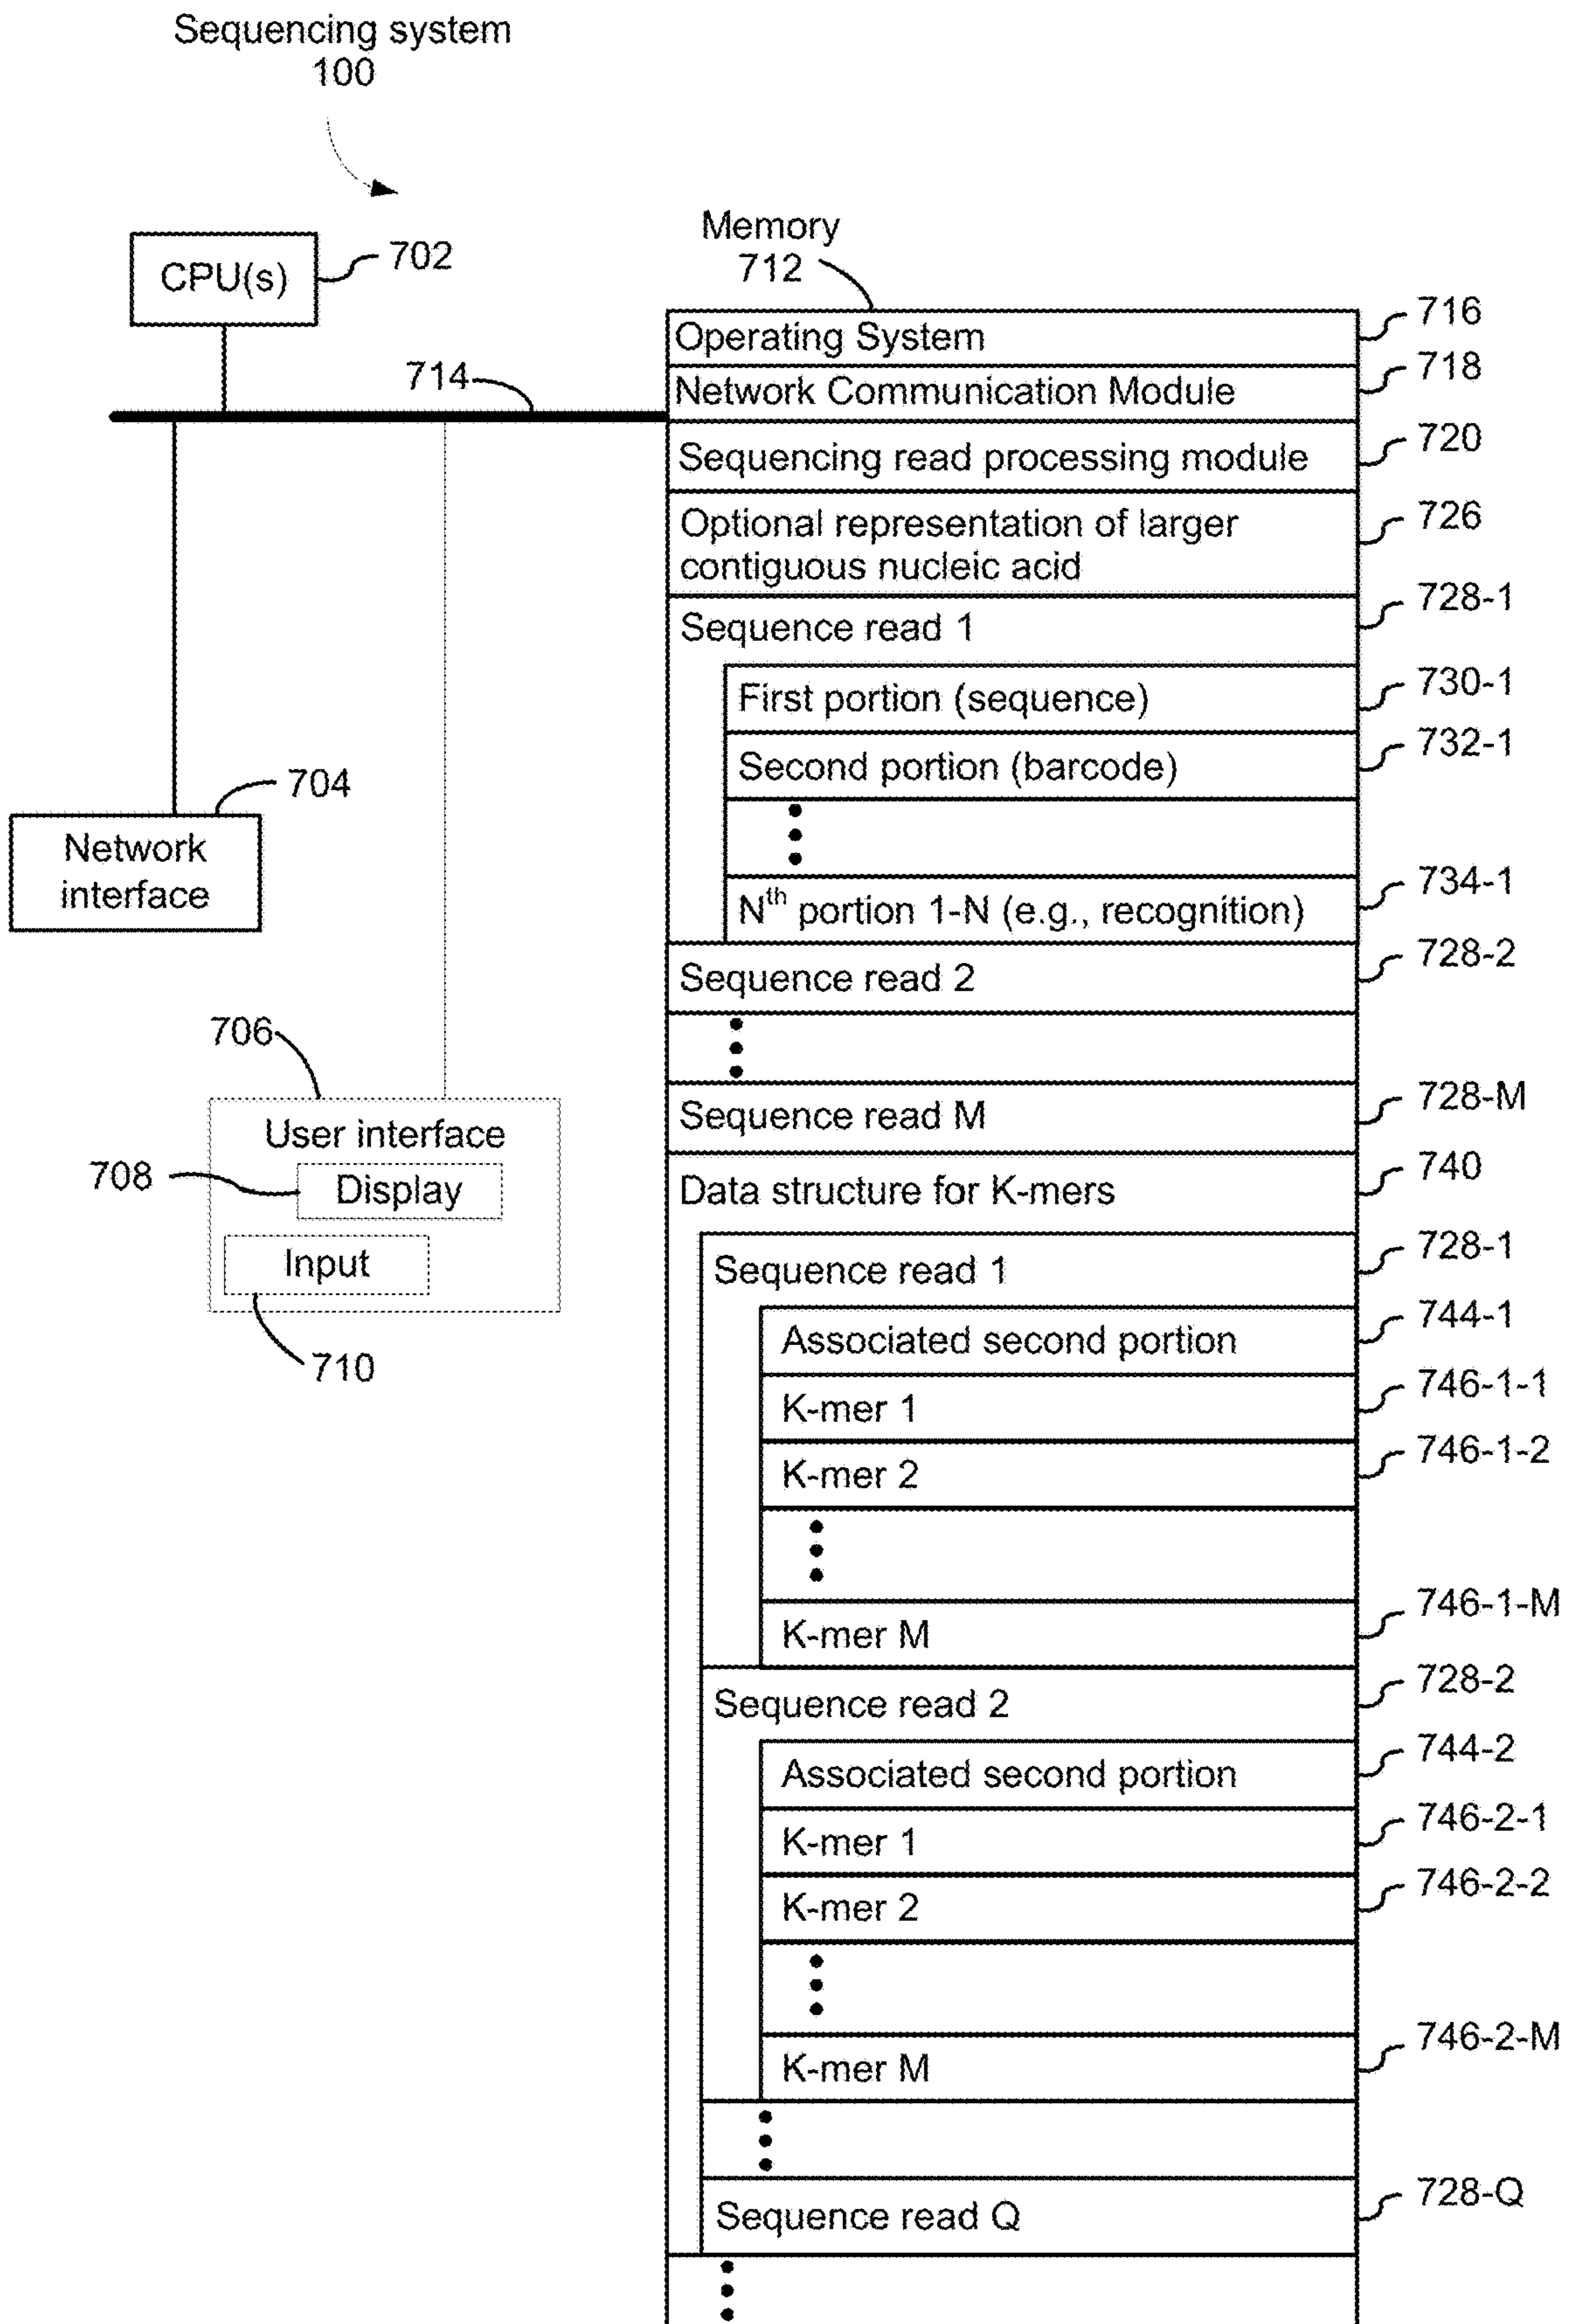 Sequencing system
100
CPU(s)
702
714
704
Network
interface
706
User interface
708
Display
Input
710
Memory
712
Operating System
716
Network Communication Module
718
Sequencing read processing module
720
Optional representation of larger
contiguous nucleic acid
726
Sequence read 1
728-1
First portion (sequence)
730-1
Second portion (barcode)
732-1
Nth portion 1-N (e.g., recognition)
734-1
Sequence read 2
728-2
Sequence read M
728-M
Data structure for K-mers
740
Sequence read 1
728-1
Associated second portion
744-1
K-mer 1
746-1-1
K-mer 2
746-1-2
K-mer M
746-1-M
Sequence read 2
728-2
Associated second portion
744-2
K-mer 1
746-2-1
K-mer 2
746-2-2
K-mer M
746-2-M
Sequence read Q
728-Q